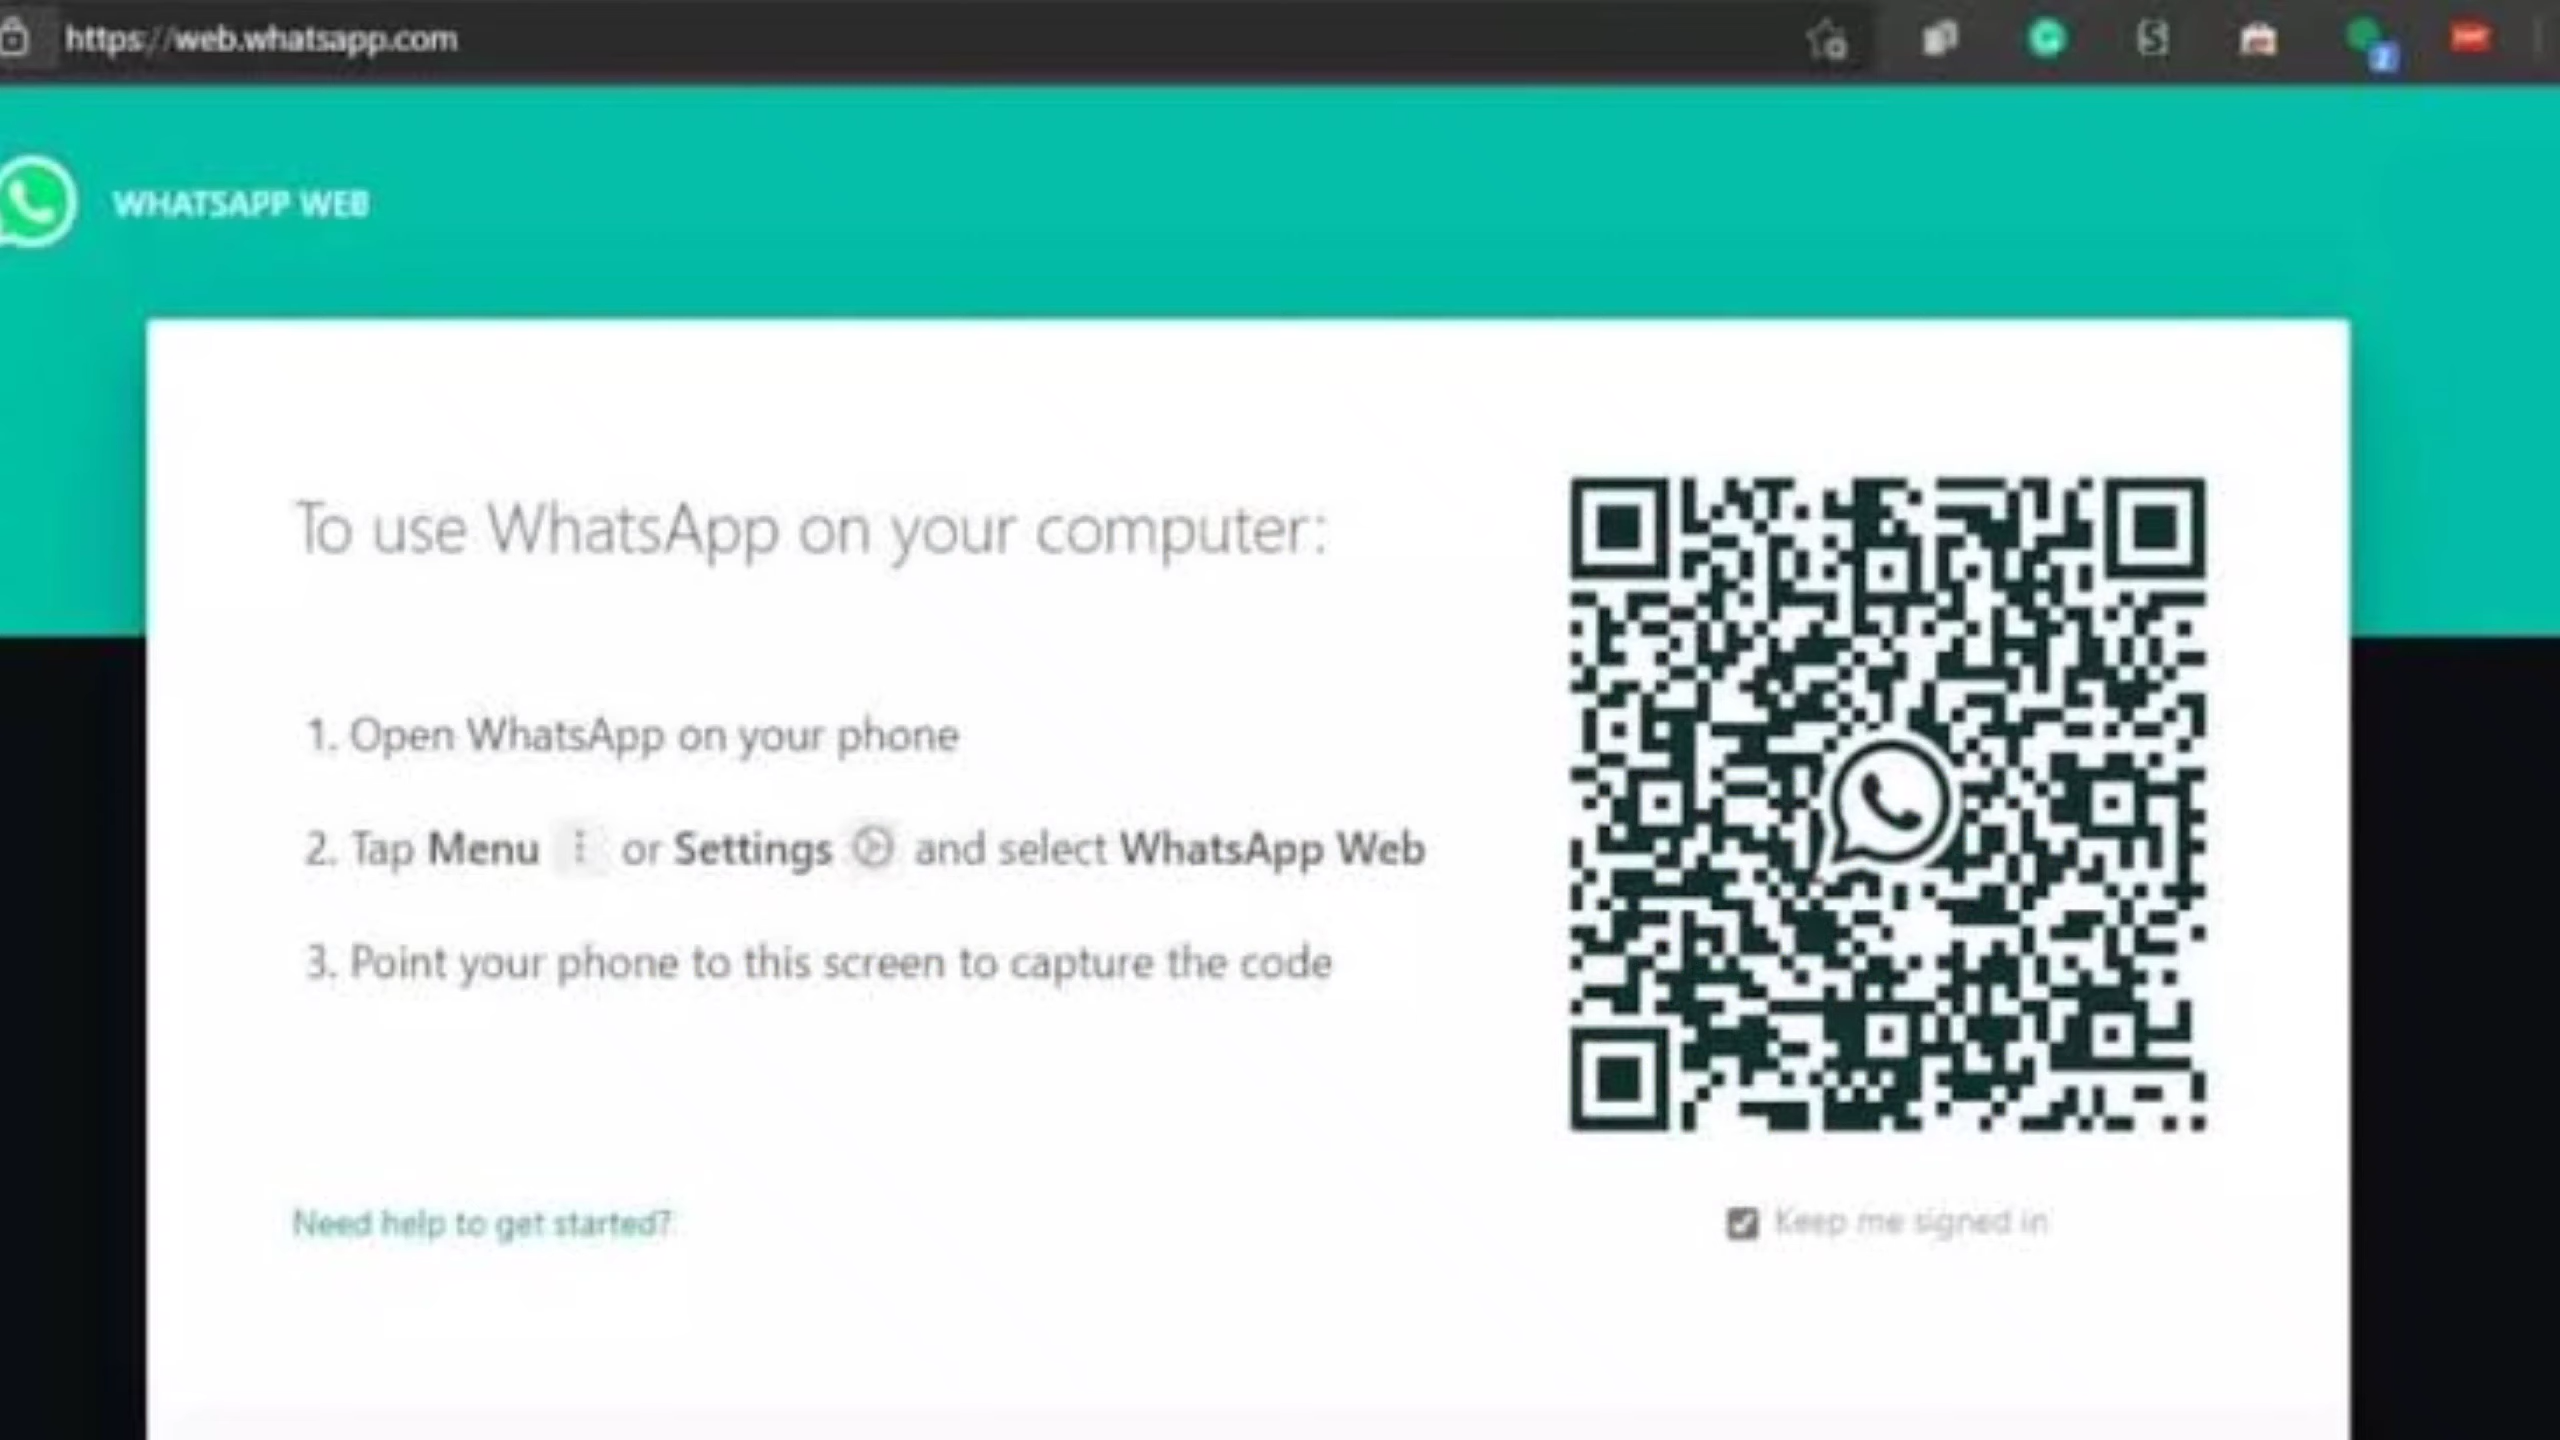 https://web.whatsapp.com
WHATSAPP WEB
To use WhatsApp on your computer:
1. Open WhatsApp on your phone
2. Tap Menu or Settings and select WhatsApp Web
3. Point your phone to this screen to capture the code
Need help to get started?
Keep me signed in